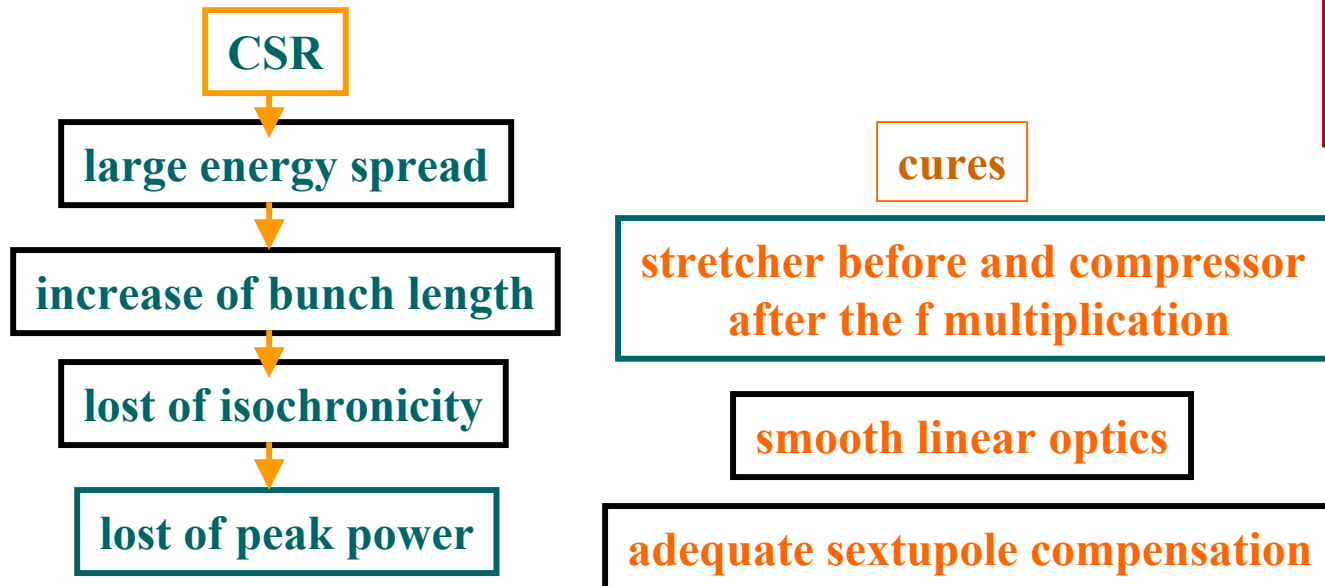 CSR
large energy spread
increase of bunch length
lost of isochronicity
lost of peak power
cures
stretcher before and compressor
after the f multiplication
smooth linear optics
adequate sextupole compensation